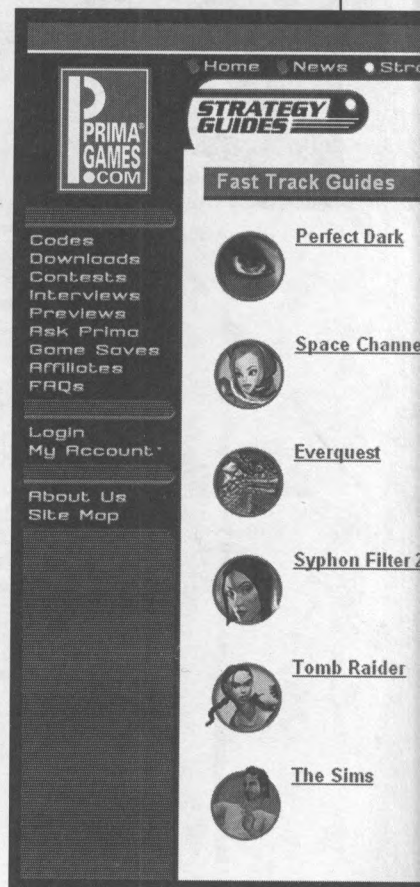 Home News Stra
PRIMA®
GAMES
.COM
STRATEGY
GUIDES
Fast Track Guides
Codes
Downloads
Contests
Interviews
Previews
Ask Prima
Game Saves
Affiliates
FAQs
Login
My Account
About Us
Site Map
Perfect Dark
Space Channe
Everquest
Syphon Filter 2
Tomb Raider
The Sims